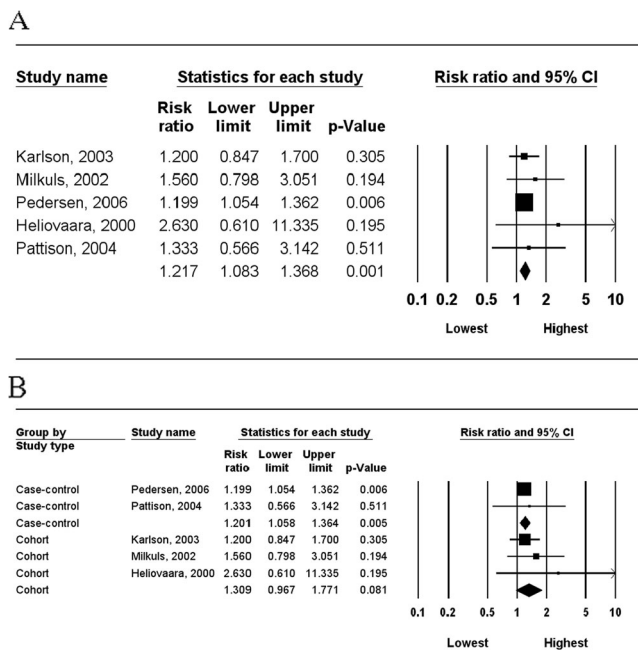 A
Study name Statistics for each study Risk ratio and 95% CI
Risk ratio Lower limit Upper limit p-Value
Karlson, 2003 1.200 0.847 1.700 0.305
Milkuls, 2002 1.560 0.798 3.051 0.194
Pedersen, 2006 1.199 1.054 1.362 0.006
Heliovaara, 2000 2.630 0.610 11.335 0.195
Pattison, 2004 1.333 0.566 3.142 0.511
1.217 1.083 1.368 0.001
0.1 0.2 0.5 1 2 5 10
Lowest Highest
B
Group by Study type Study name Statistics for each study Risk ratio and 95% CI
Risk ratio Lower limit Upper limit p-Value
Case-control Pedersen, 2006 1.199 1.054 1.362 0.006
Case-control Pattison, 2004 1.333 0.566 3.142 0.511
Case-control 1.201 1.058 1.364 0.005
Cohort Karlson, 2003 1.200 0.847 1.700 0.305
Cohort Milkuls, 2002 1.560 0.798 3.051 0.194
Cohort Heliovaara, 2000 2.630 0.610 11.335 0.195
Cohort 1.309 0.967 1.771 0.081
0.1 0.2 0.5 1 2 5 10
Lowest Highest